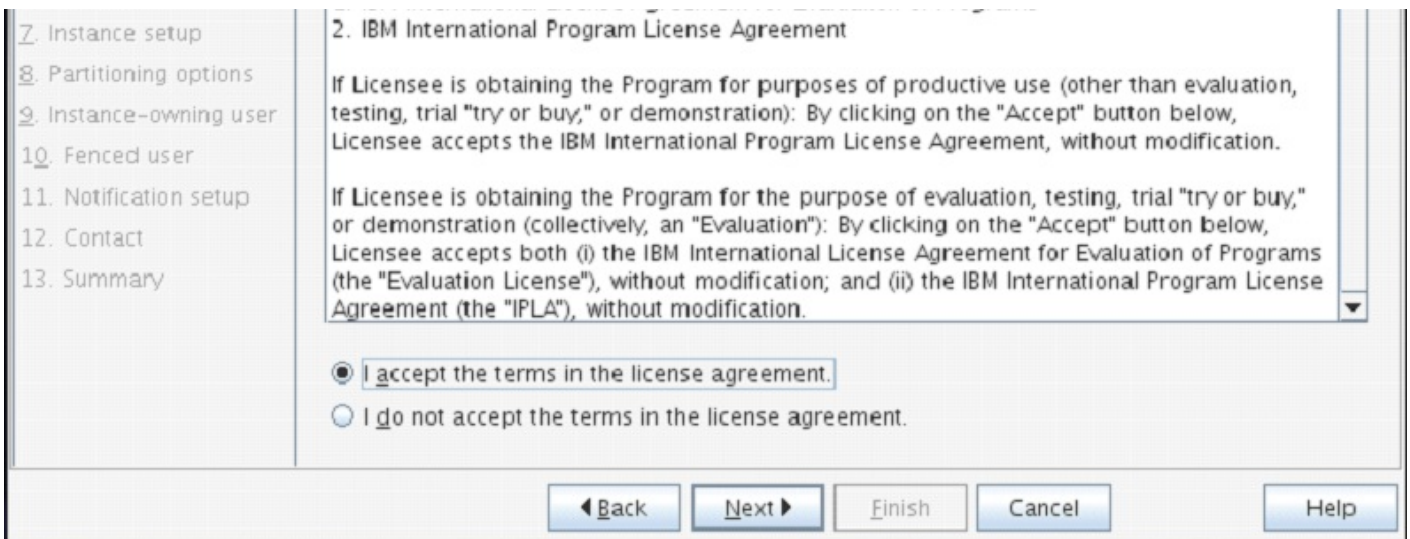 7. Instance setup
8. Partitioning options
9. Instance-owning user
10. Fenced user
11. Notification setup
12. Contact
13. Summary
2. IBM International Program License Agreement
If Licensee is obtaining the Program for purposes of productive use (other than evaluation,
testing, trial "try or buy," or demonstration): By clicking on the "Accept" button below,
Licensee accepts the IBM International Program License Agreement, without modification.
If Licensee is obtaining the Program for the purpose of evaluation, testing, trial "try or buy,"
or demonstration (collectively, an "Evaluation"): By clicking on the "Accept" button below,
Licensee accepts both (i) the IBM International License Agreement for Evaluation of Programs
(the "Evaluation License"), without modification; and (ii) the IBM International Program License
Agreement (the "IPLA"), without modification.
I accept the terms in the license agreement.
I do not accept the terms in the license agreement.
Back Next Finish Cancel Help